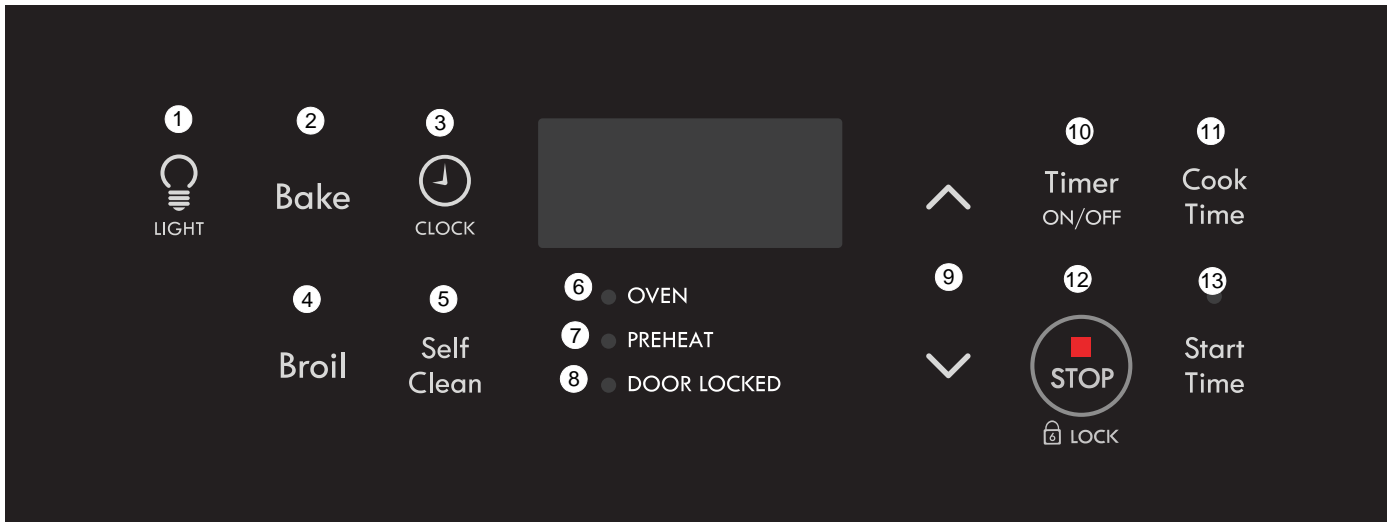 1
LIGHT
2
Bake
3
CLOCK
4
Broil
5
Self
Clean
6
OVEN
7
PREHEAT
8
DOOR LOCKED
9
10
Timer
ON/OFF
11
Cook
Time
12
STOP
6
LOCK
13
Start
Time